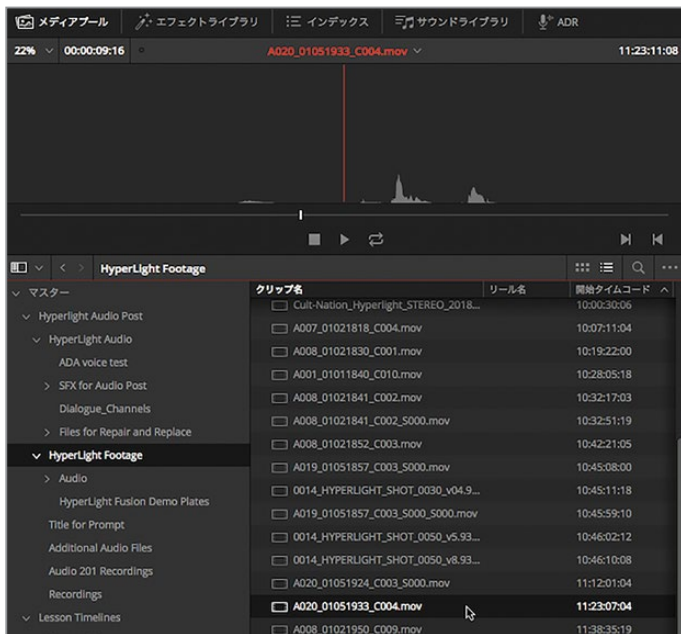 メディアプール エフェクトライブラリ インデックス サウンドライブラリ ADR
22% 00:00:09:16 A020_01051933_C004.mov 11:23:11:08
HyperLight Footage
クリップ名 リール名 開始タイムコード
マスター
Hyperlight Audio Post
HyperLight Audio
ADA voice test
SFX for Audio Post
Dialogue_Channels
Files for Repair and Replace
HyperLight Footage
Audio
HyperLight Fusion Demo Plates
Title for Prompt
Additional Audio Files
Audio 201 Recordings
Recordings
Lesson Timelines
Cult-Nation_Hyperlight_STEREO_2018... 10:00:30:06
A007_01021818_C004.mov 10:07:11:04
A008_01021830_C001.mov 10:19:22:00
A001_01011840_C010.mov 10:28:05:18
A008_01021841_C002.mov 10:32:17:03
A008_01021841_C002_S000.mov 10:32:51:19
A008_01021852_C003.mov 10:42:21:05
A019_01051857_C003_S000.mov 10:45:08:00
0014_HYPERLIGHT_SHOT_0030_v04.9... 10:45:11:18
A019_01051857_C003_S000_S000.mov 10:45:59:10
0014_HYPERLIGHT_SHOT_0050_v5.93... 10:46:02:12
0014_HYPERLIGHT_SHOT_0050_v8.93... 10:46:10:08
A020_01051924_C003_S000.mov 11:12:01:04
A020_01051933_C004.mov 11:23:07:04
A008_01021950_C009.mov 11:38:35:19